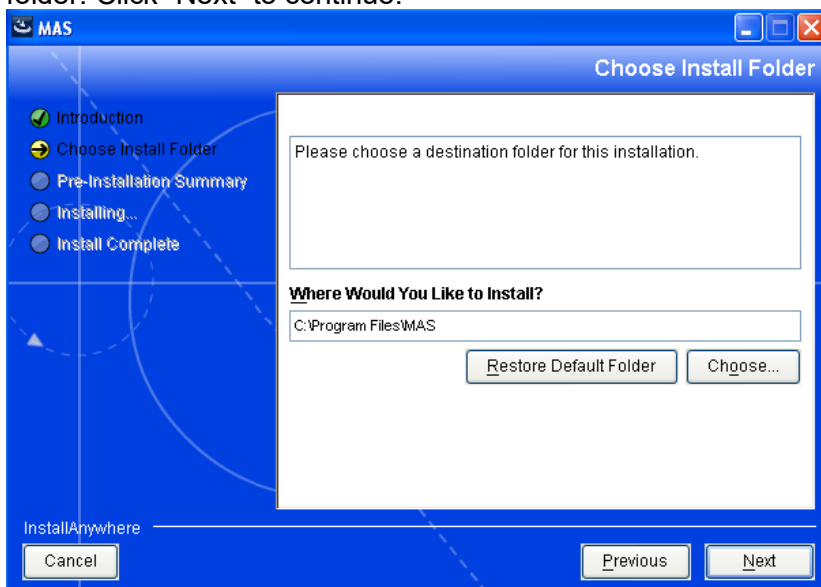 folder. Click "Next" to continue.
MAS
Choose Install Folder
Introduction
Choose Install Folder
Pre-Installation Summary
Installing...
Install Complete
Please choose a destination folder for this installation.
Where Would You Like to Install?
C:\Program Files\MAS
Restore Default Folder
Choose...
InstallAnywhere
Cancel
Previous
Next